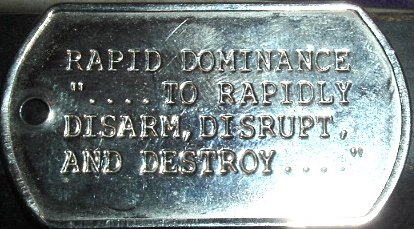 RAPID DOMINANCE
"....TO RAPIDLY
DISARM, DISRUPT,
AND DESTROY...."